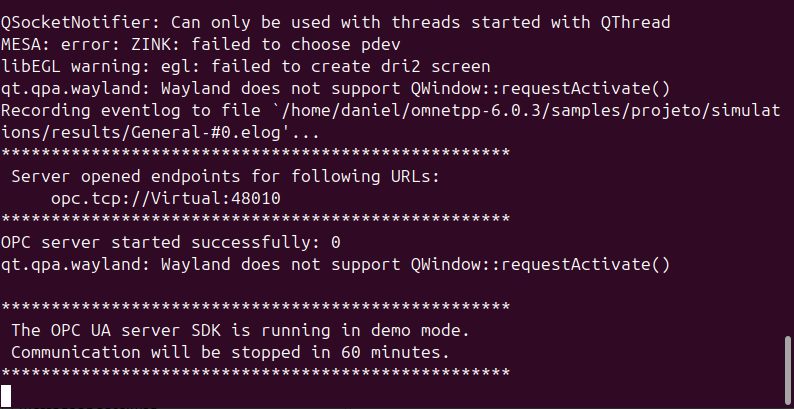 QSocketNotifier: Can only be used with threads started with QThread
MESA: error: ZINK: failed to choose pdev
libEGL warning: egl: failed to create dri2 screen
qt.qpa.wayland: Wayland does not support QWindow::requestActivate()
Recording eventlog to file `/home/daniel/omnetpp-6.0.3/samples/projeto/simulat
ions/results/General-#0.elog'...
***************************************************
 Server opened endpoints for following URLs:
     opc.tcp://Virtual:48010
***************************************************
OPC server started successfully: 0
qt.qpa.wayland: Wayland does not support QWindow::requestActivate()

***************************************************
 The OPC UA server SDK is running in demo mode.
 Communication will be stopped in 60 minutes.
***************************************************